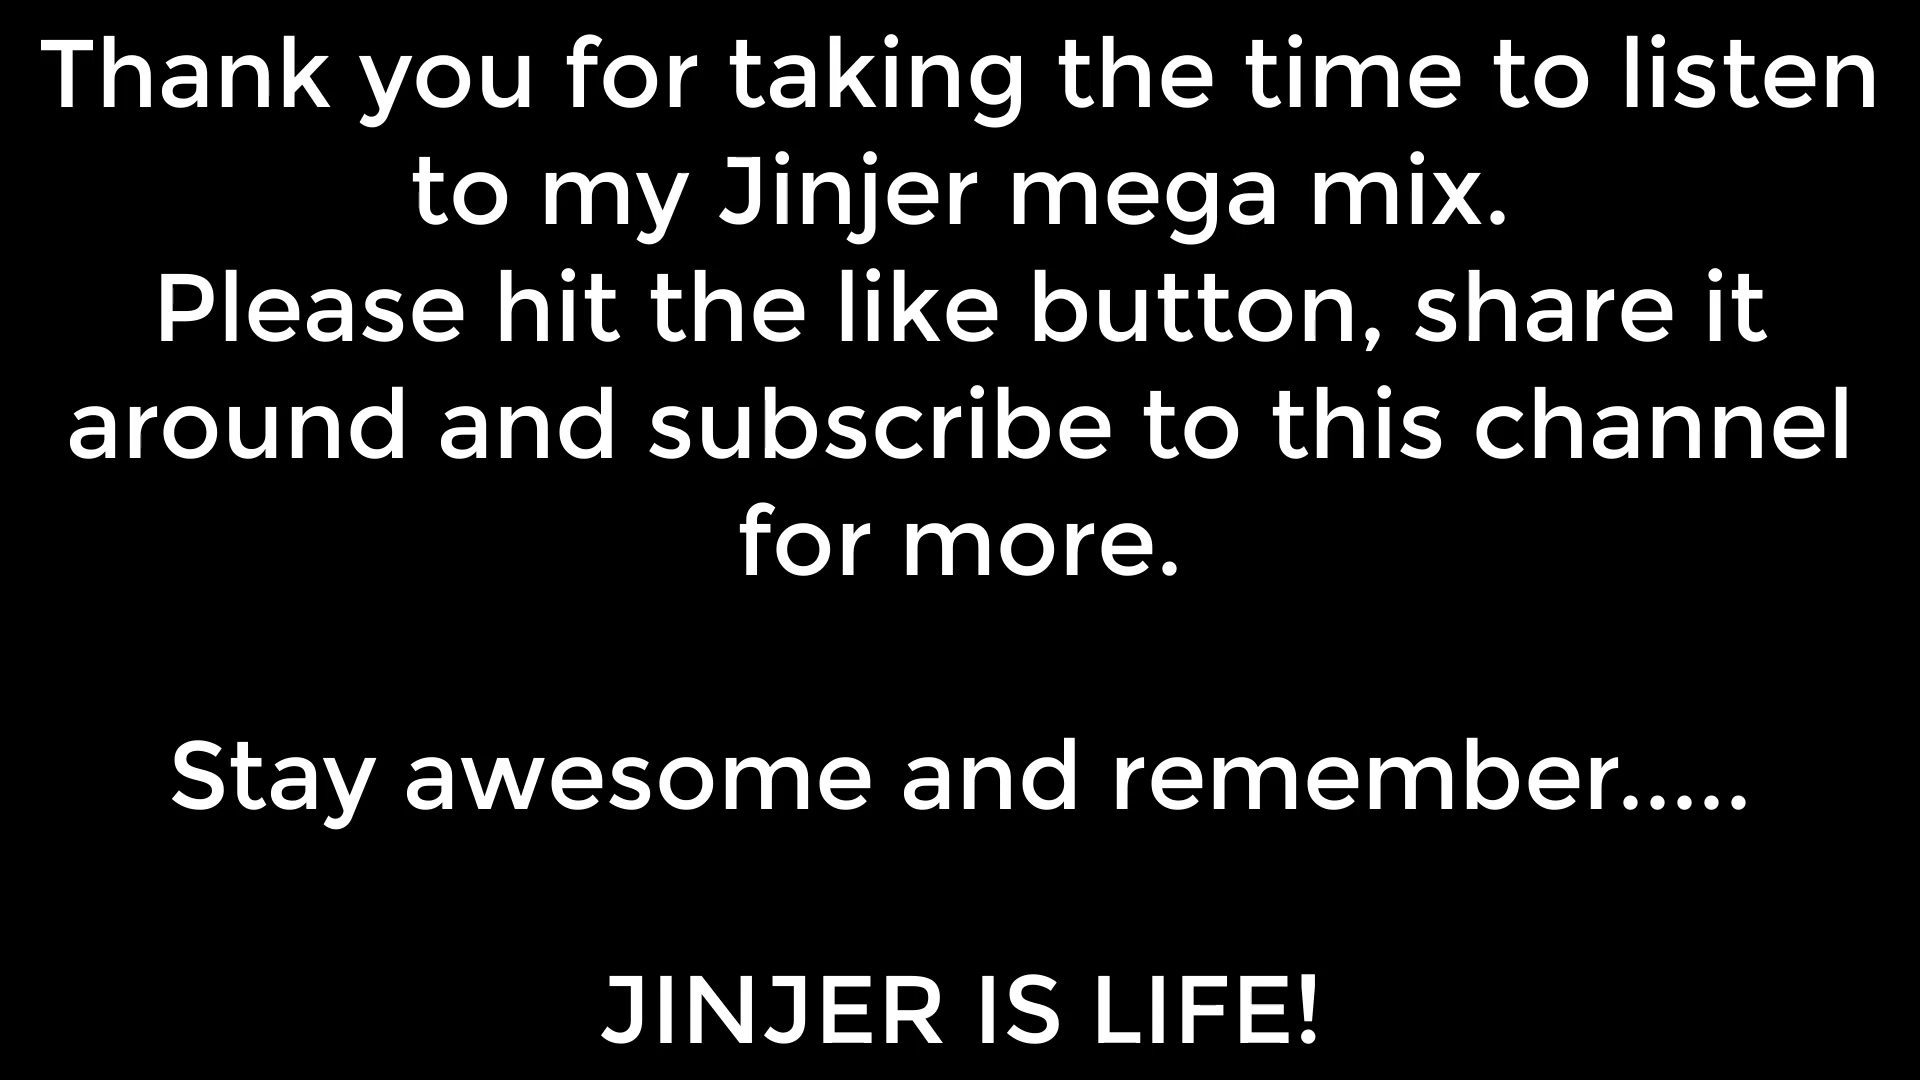 Thank you for taking the time to listen
to my Jinjer mega mix.
Please hit the like button, share it
around and subscribe to this channel
for more.
Stay awesome and remember.....
JINJER IS LIFE!